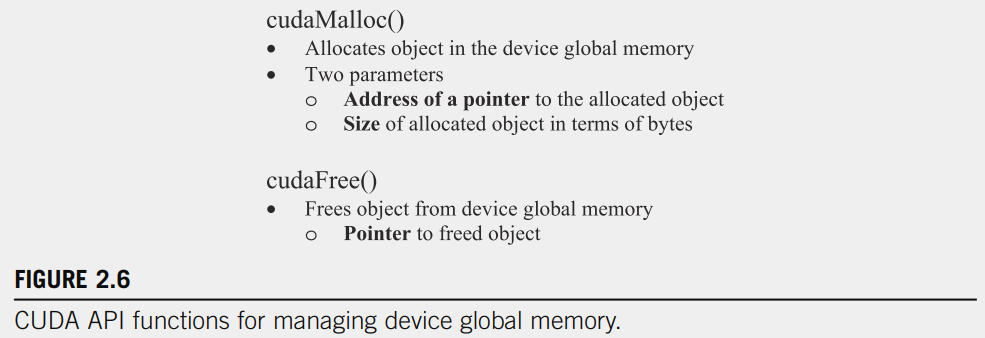 cudaMalloc()
• Allocates object in the device global memory
• Two parameters
o Address of a pointer to the allocated object
o Size of allocated object in terms of bytes
cudaFree()
• Frees object from device global memory
o Pointer to freed object
FIGURE 2.6
CUDA API functions for managing device global memory.